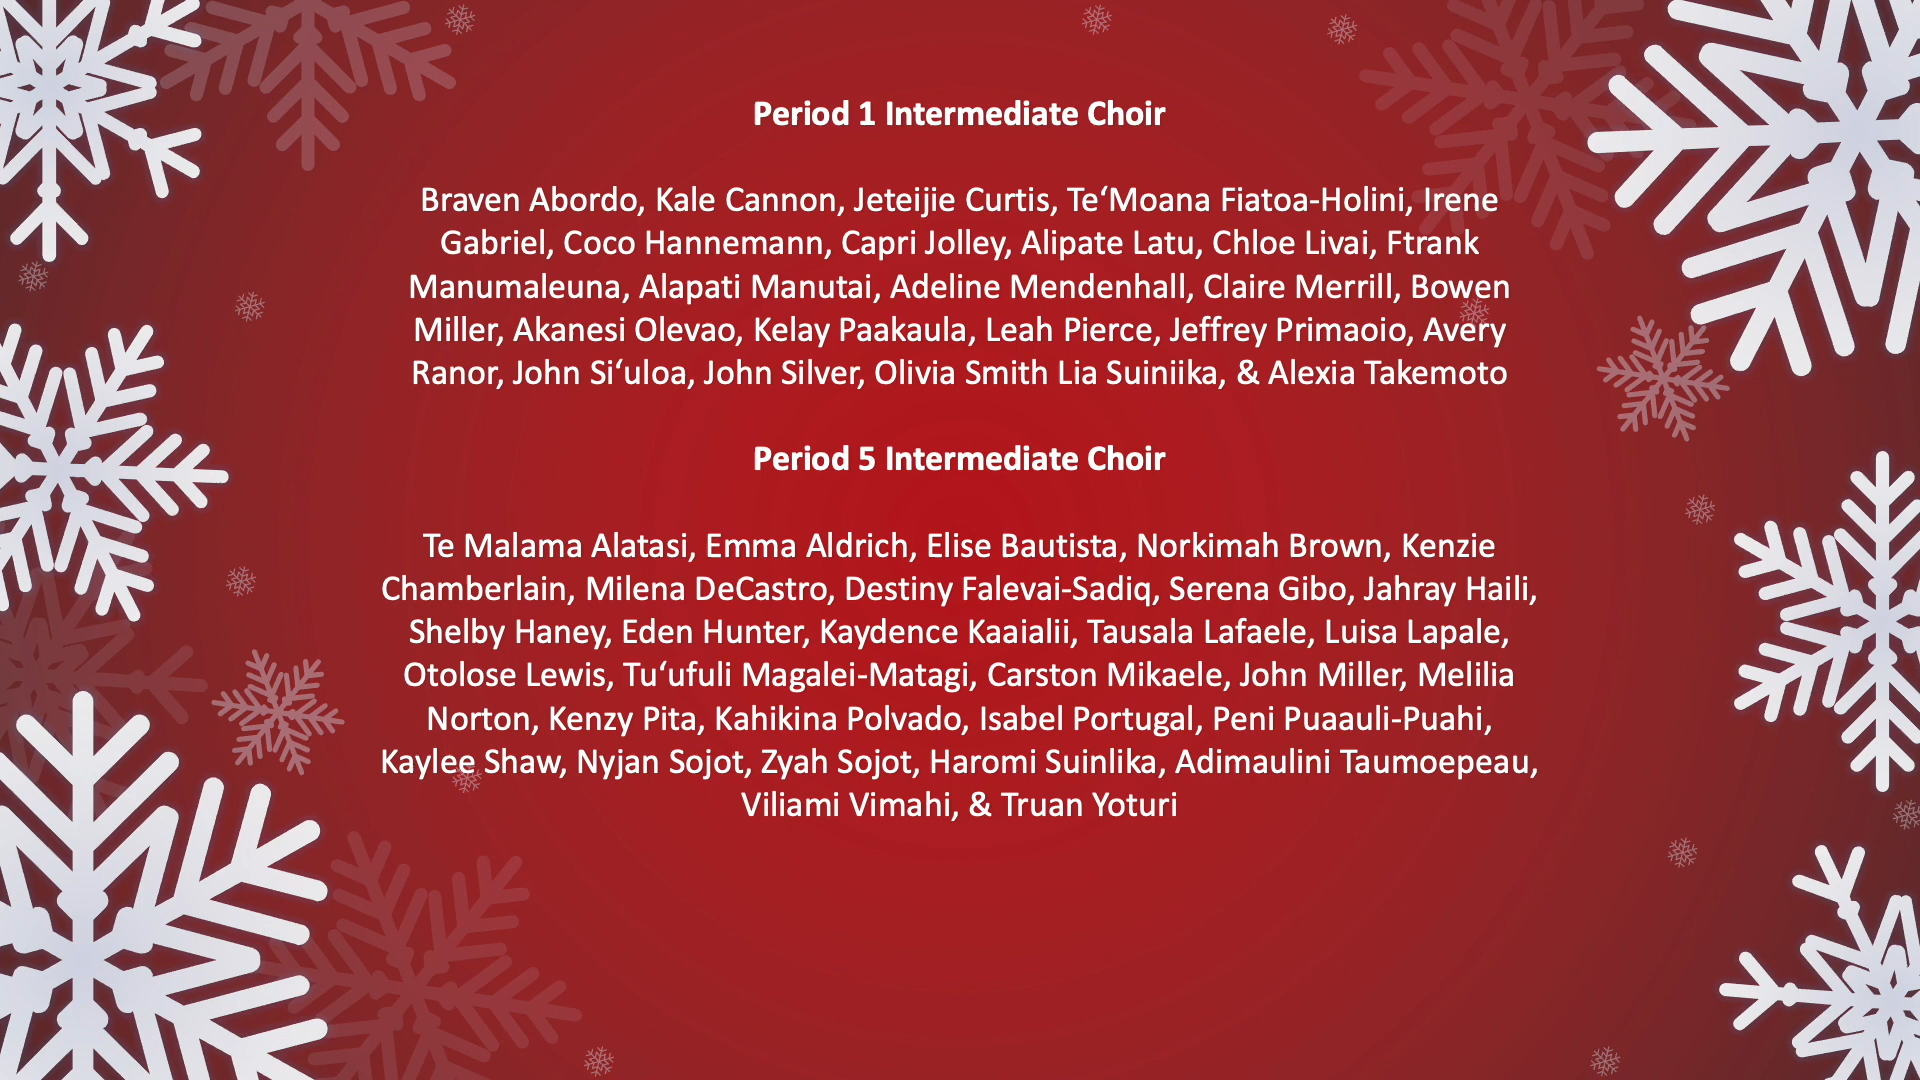 Period 1 Intermediate Choir
Braven Abordo, Kale Cannon, Jeteijie Curtis, Te‘Moana Fiatoa-Holini, Irene
Gabriel, Coco Hannemann, Capri Jolley, Alipate Latu, Chloe Livai, Ftrank
Manumaleuna, Alapati Manutai, Adeline Mendenhall, Claire Merrill, Bowen
Miller, Akanesi Olevao, Kelay Paakaula, Leah Pierce, Jeffrey Primaoio, Avery
Ranor, John Si‘uloa, John Silver, Olivia Smith Lia Suiniika, & Alexia Takemoto
Period 5 Intermediate Choir
Te Malama Alatasi, Emma Aldrich, Elise Bautista, Norkimah Brown, Kenzie
Chamberlain, Milena DeCastro, Destiny Falevai-Sadiq, Serena Gibo, Jahray Haili,
Shelby Haney, Eden Hunter, Kaydence Kaaialii, Tausala Lafaele, Luisa Lapale,
Otolose Lewis, Tu‘ufuli Magalei-Matagi, Carston Mikaele, John Miller, Melilia
Norton, Kenzy Pita, Kahikina Polvado, Isabel Portugal, Peni Puaauli-Puahi,
Kaylee Shaw, Nyjan Sojot, Zyah Sojot, Haromi Suinlika, Adimaulini Taumoepeau,
Viliami Vimahi, & Truan Yoturi